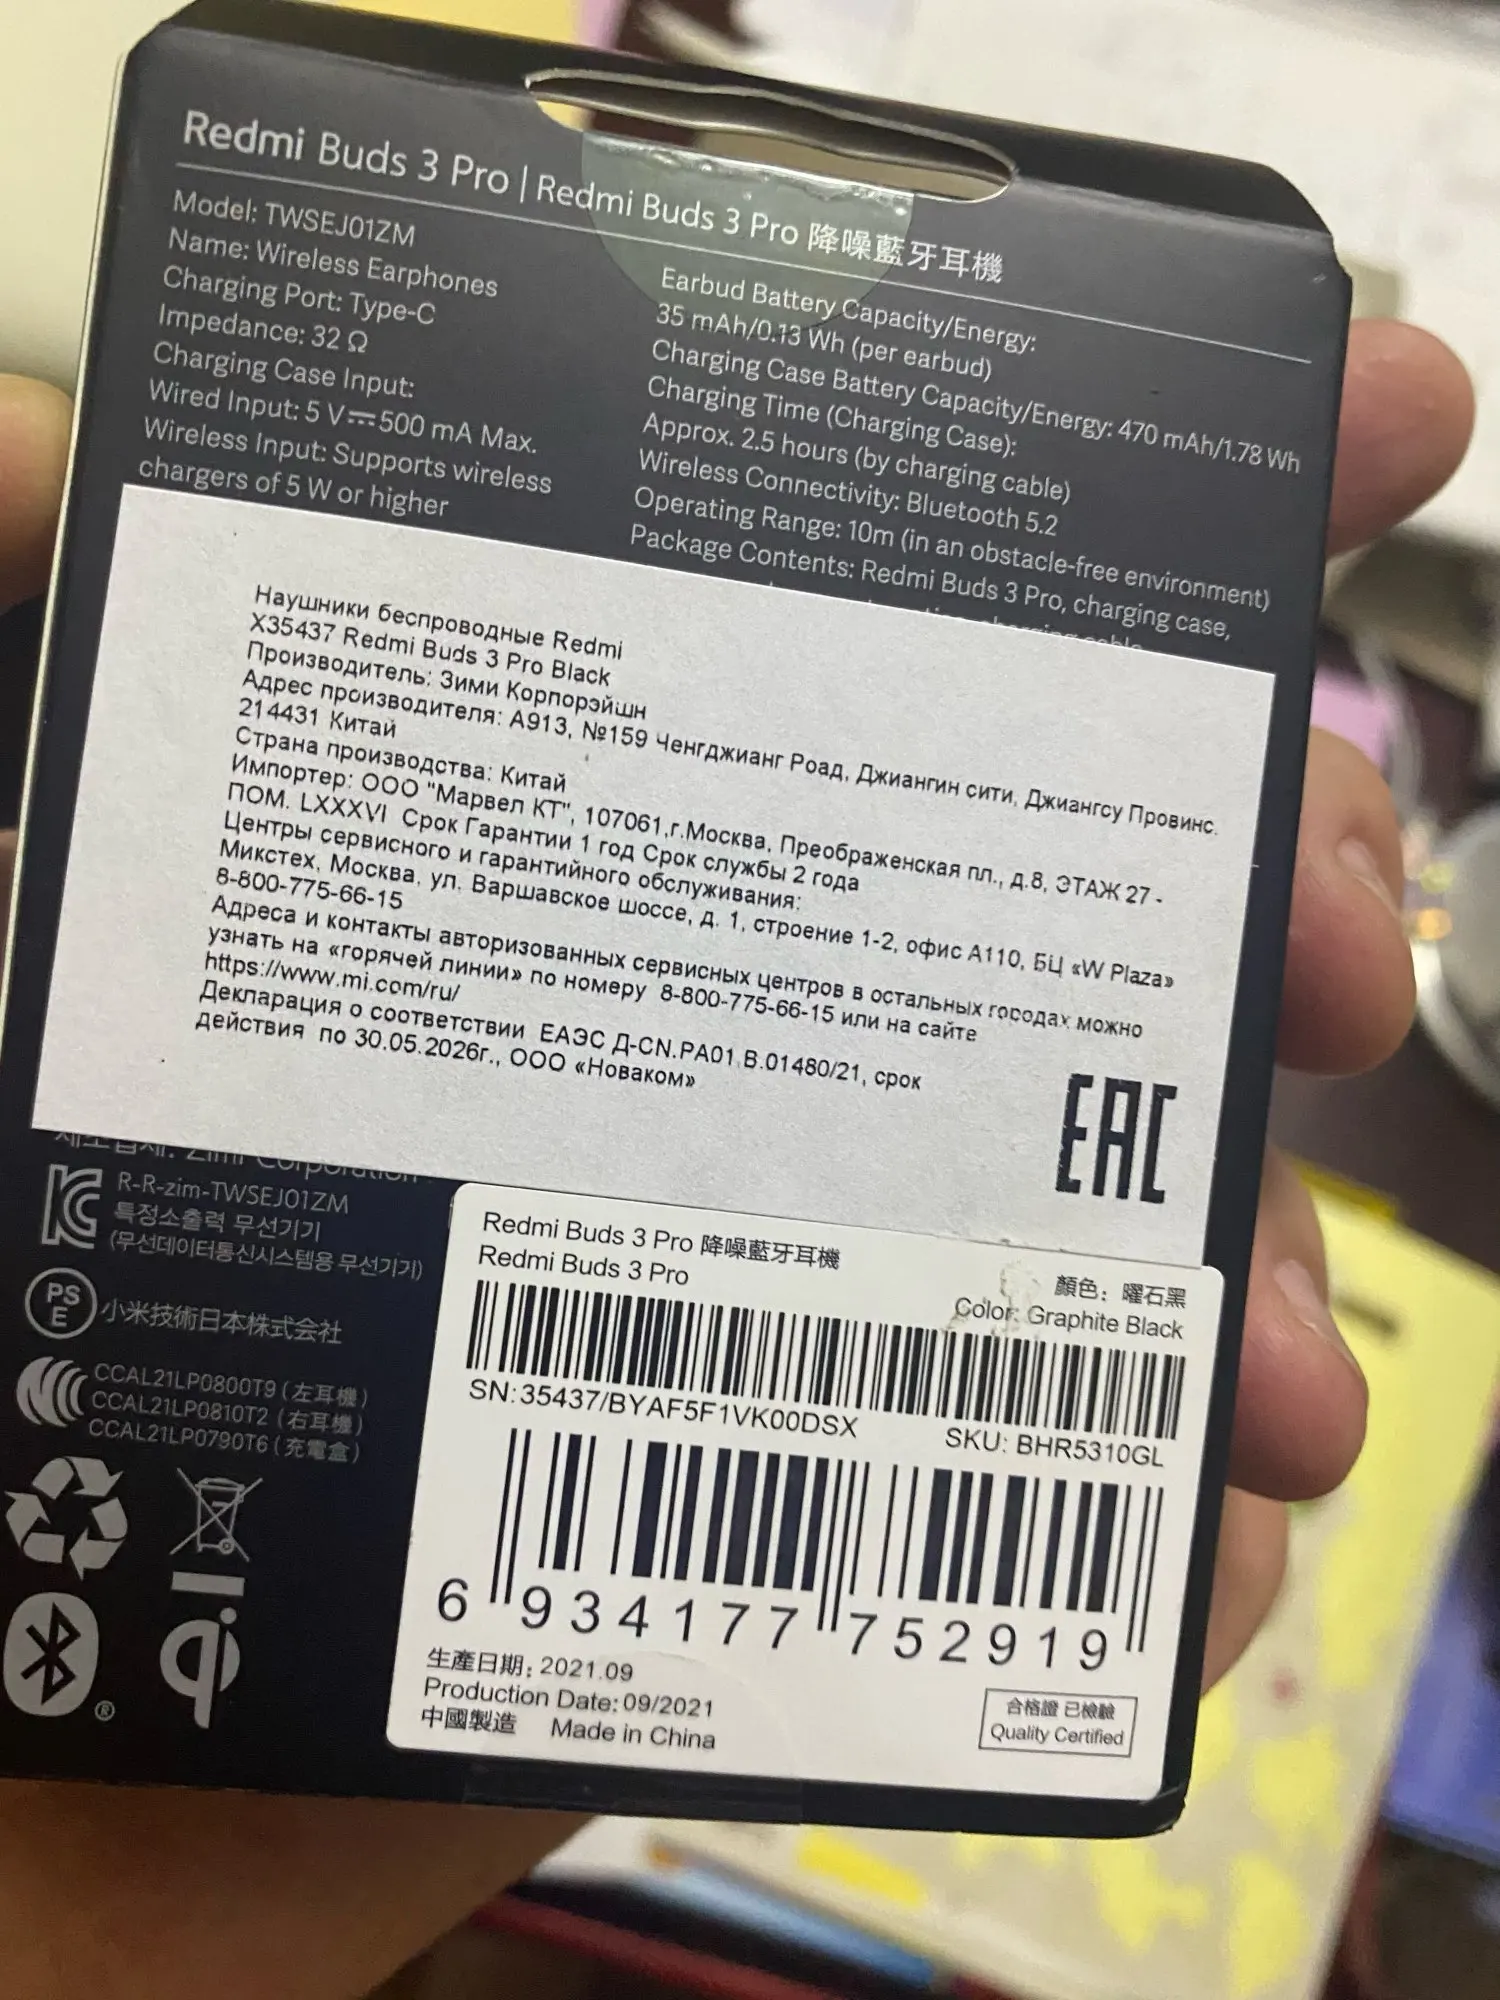 Redmi Buds 3 Pro | Redmi Buds 3 Pro 降噪藍牙耳機
Model: TWSEJ01ZM
Name: Wireless Earphones
Charging Port: Type-C
Impedance: 32 Ω
Charging Case Input:
Wired Input: 5 V⎓500 mA Max.
Wireless Input: Supports wireless
chargers of 5 W or higher
Earbud Battery Capacity/Energy:
35 mAh/0.13 Wh (per earbud)
Charging Case Battery Capacity/Energy: 470 mAh/1.78 Wh
Charging Time (Charging Case):
Approx. 2.5 hours (by charging cable)
Wireless Connectivity: Bluetooth 5.2
Operating Range: 10m (in an obstacle-free environment)
Package Contents: Redmi Buds 3 Pro, charging case,
charging cable
Наушники беспроводные Redmi
X35437 Redmi Buds 3 Pro Black
Производитель: Зими Корпорэйшн
Адрес производителя: А913, №159 Ченгджианг Роад, Джиангин сити, Джиангсу Провинс.
214431 Китай
Страна производства: Китай
Импортер: ООО "Марвел КТ", 107061,г.Москва, Преображенская пл., д.8, ЭТАЖ 27 -
ПОМ. LXXXVI Срок Гарантии 1 год Срок службы 2 года
Центры сервисного и гарантийного обслуживания:
Микстех, Москва, ул. Варшавское шоссе, д. 1, строение 1-2, офис А110, БЦ «W Plaza»
8-800-775-66-15
Адреса и контакты авторизованных сервисных центров в остальных городах можно
узнать на «горячей линии» по номеру 8-800-775-66-15 или на сайте
https://www.mi.com/ru/
Декларация о соответствии ЕАЭС Д-CN.РА01.В.01480/21, срок
действия по 30.05.2026г., ООО «Новаком»
EAC
Zimi Corporation
R-R-zim-TWSEJ01ZM
특정소출력 무선기기
(무선데이터통신시스템용 무선기기)
PS
E
小米技術日本株式会社
CCAL21LP0800T9 (左耳機)
CCAL21LP0810T2 (右耳機)
CCAL21LP0790T6 (充電盒)
qi
®
Redmi Buds 3 Pro 降噪藍牙耳機
Redmi Buds 3 Pro
顏色: 曜石黑
Color: Graphite Black
SN:35437/BYAF5F1VK00DSX
SKU: BHR5310GL
6 934177 752919
生產日期: 2021.09
Production Date: 09/2021
中國製造 Made in China
合格證 已檢驗
Quality Certified